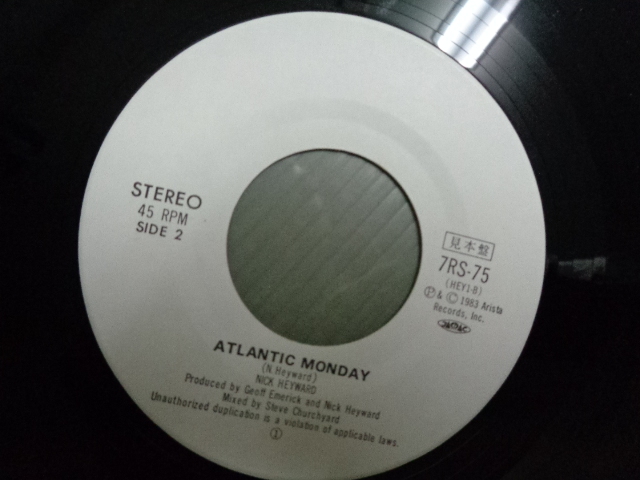 STEREO
45 RPM
SIDE 2
見本盤
7RS-75
(HEY1-B)
Ⓟ & © 1983 Arista
Records, Inc.
ATLANTIC MONDAY
(N. Heyward)
NICK HEYWARD
Produced by Geoff Emerick and Nick Heyward
Mixed by Steve Churchyard
Unauthorized duplication is a violation of applicable laws.